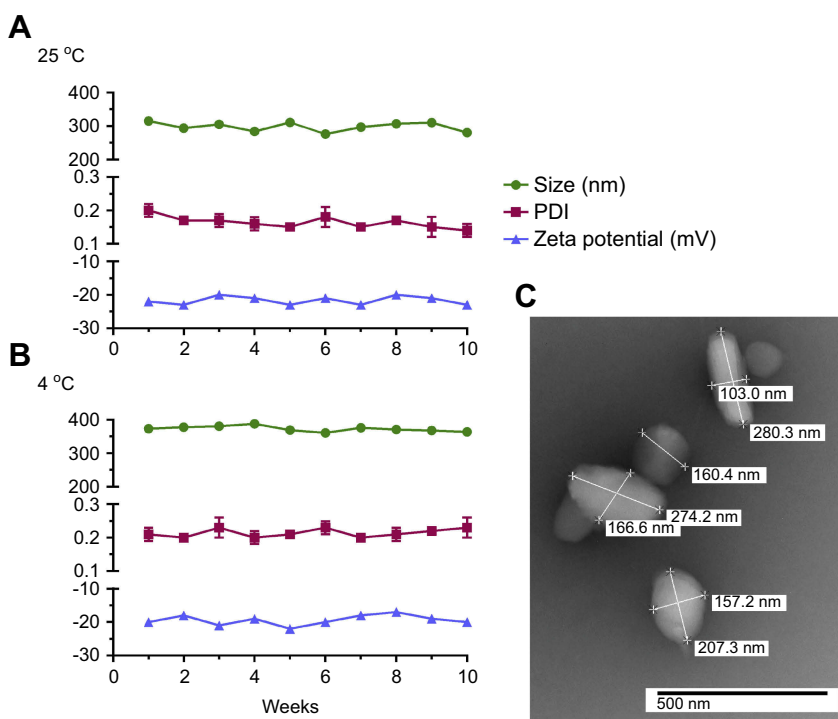 A
25 °C
400
300
200
0.3
0.2
0.1
-10
-20
-30
0 2 4 6 8 10
Size (nm)
PDI
Zeta potential (mV)
B
4 °C
400
300
200
0.3
0.2
0.1
-10
-20
-30
0 2 4 6 8 10
Weeks
C
103.0 nm
280.3 nm
160.4 nm
274.2 nm
166.6 nm
157.2 nm
207.3 nm
500 nm